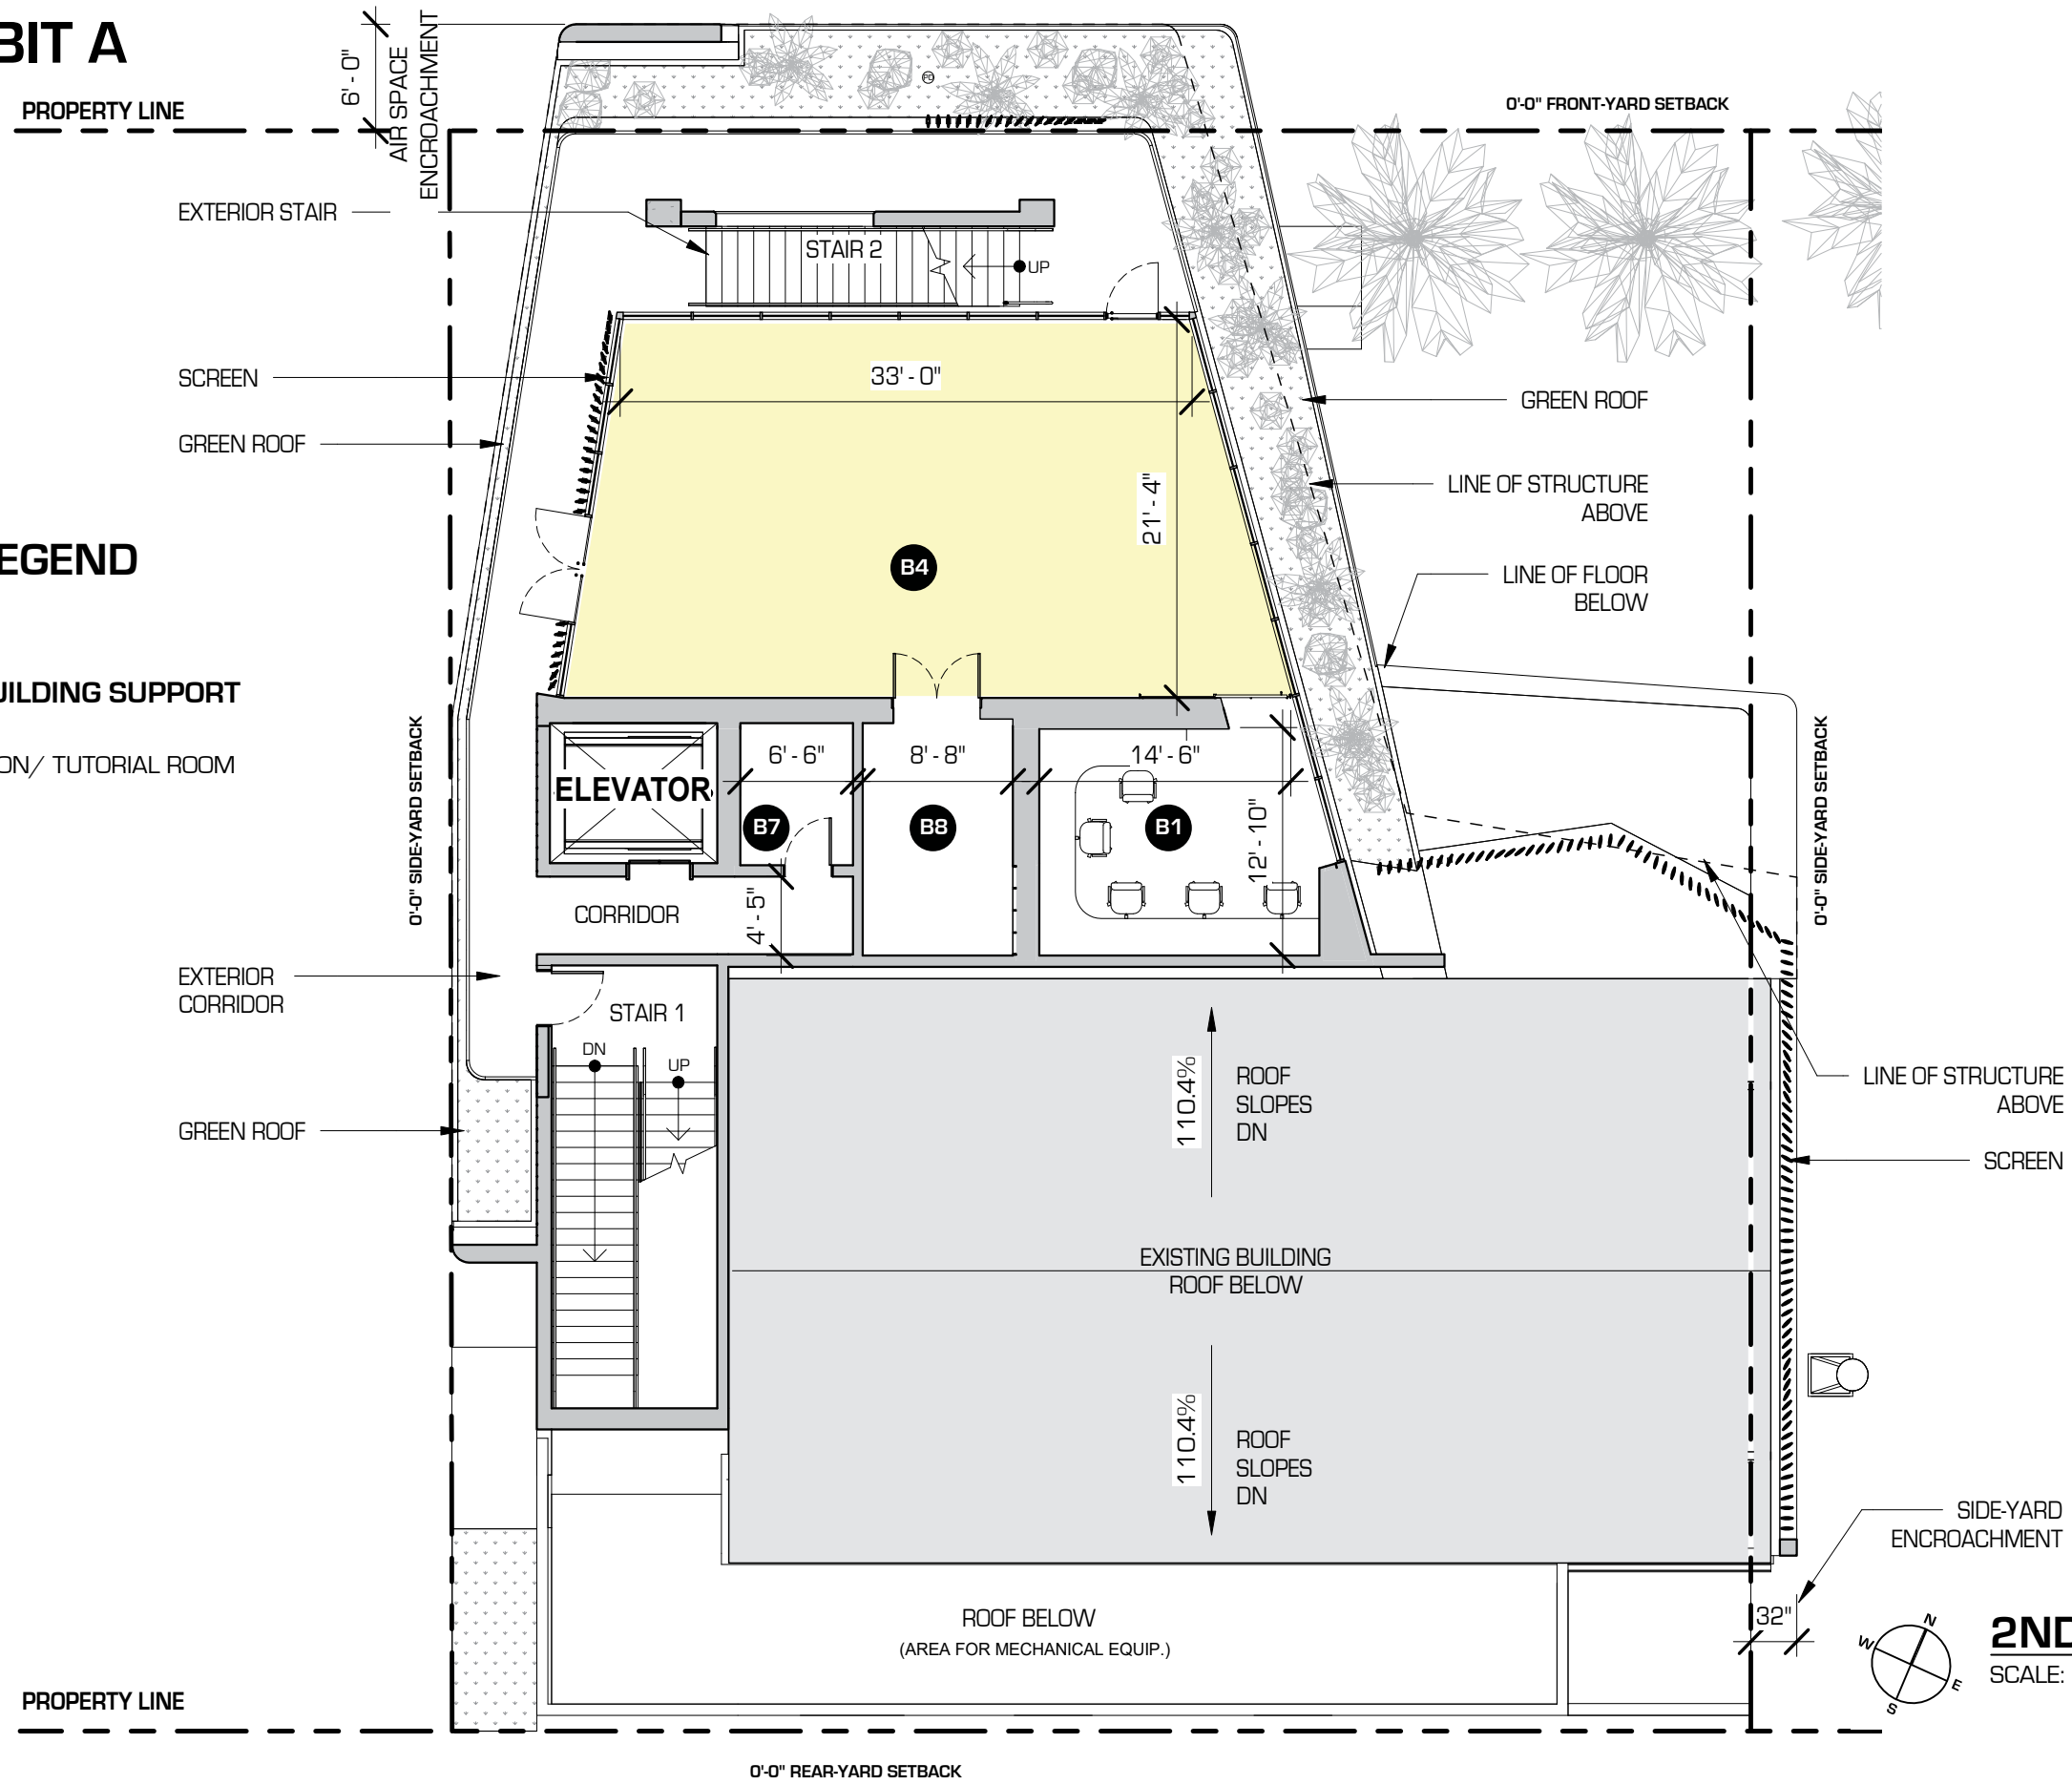 BIT A
6' - 0"
AIR SPACE
ENCROACHMENT
PROPERTY LINE
0'-0" FRONT-YARD SETBACK
PD
EXTERIOR STAIR
STAIR 2
UP
SCREEN
33' - 0"
GREEN ROOF
GREEN ROOF
21' - 4"
LINE OF STRUCTURE
ABOVE
EGEND
B4
LINE OF FLOOR
BELOW
UILDING SUPPORT
ON/ TUTORIAL ROOM
0'-0" SIDE-YARD SETBACK
0'-0" SIDE-YARD SETBACK
6' - 6"
8' - 8"
14' - 6"
ELEVATOR
B7
B8
B1
12' - 10"
CORRIDOR
4' - 5"
EXTERIOR
CORRIDOR
STAIR 1
DN
UP
110.4%
ROOF
SLOPES
DN
LINE OF STRUCTURE
ABOVE
GREEN ROOF
SCREEN
EXISTING BUILDING
ROOF BELOW
110.4%
ROOF
SLOPES
DN
SIDE-YARD
ENCROACHMENT
32"
ROOF BELOW
(AREA FOR MECHANICAL EQUIP.)
N
W
E
S
2ND
SCALE:
PROPERTY LINE
0'-0" REAR-YARD SETBACK